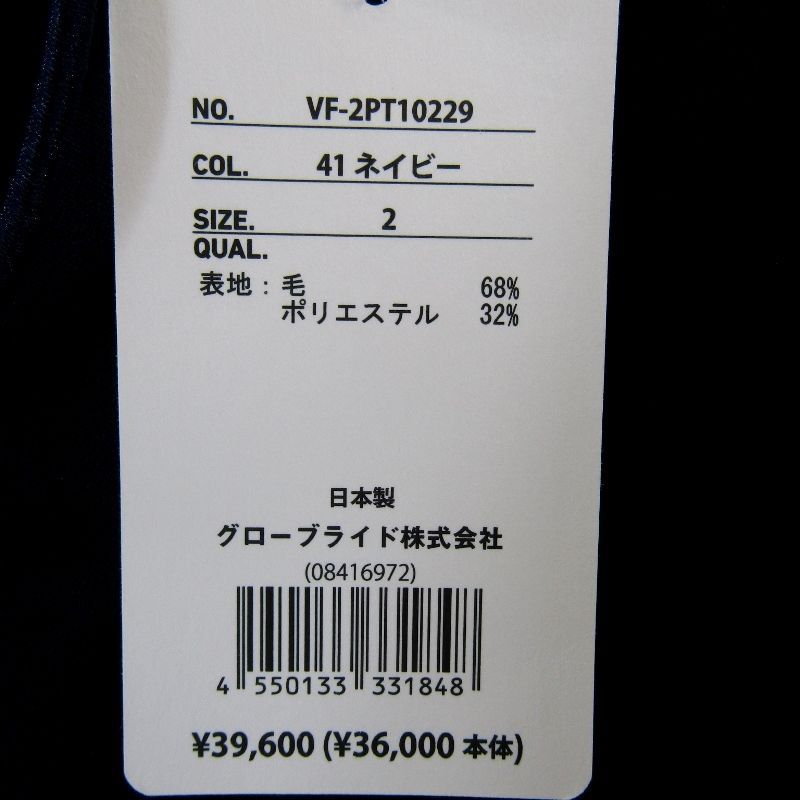 NO. VF-2PT10229
COL. 41 ネイビー
SIZE. 2
QUAL.
表地：毛 68%
ポリエステル 32%
日本製
グローブライド株式会社
(08416972)
4 550133 331848
¥39,600 (¥36,000 本体)